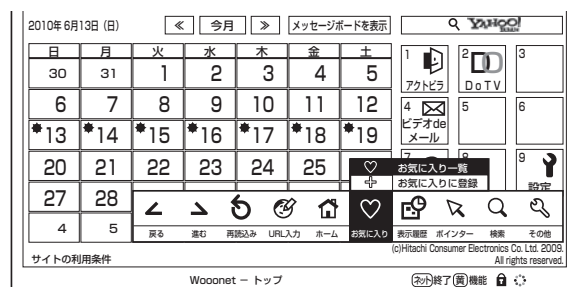 2010年 6月13日 (日)
≪ 今月 ≫ メッセージボードを表示
YAHOO!
JAPAN
日 月 火 水 木 金 土
30 31 1 2 3 4 5
6 7 8 9 10 11 12
13 14 15 16 17 18 19
20 21 22 23 24 25
27 28
4 5
1
アクトビラ
2
DoTV
3
4
ビデオde
メール
5
6
7
8
9
設定
お気に入り一覧
お気に入りに登録
戻る 進む 再読込み URL入力 ホーム お気に入り 表示履歴 ポインター 検索 その他
サイトの利用条件
(c)Hitachi Consumer Electronics Co. Ltd. 2009.
All rights reserved.
Wooonet − トップ
ネット終了 黄機能